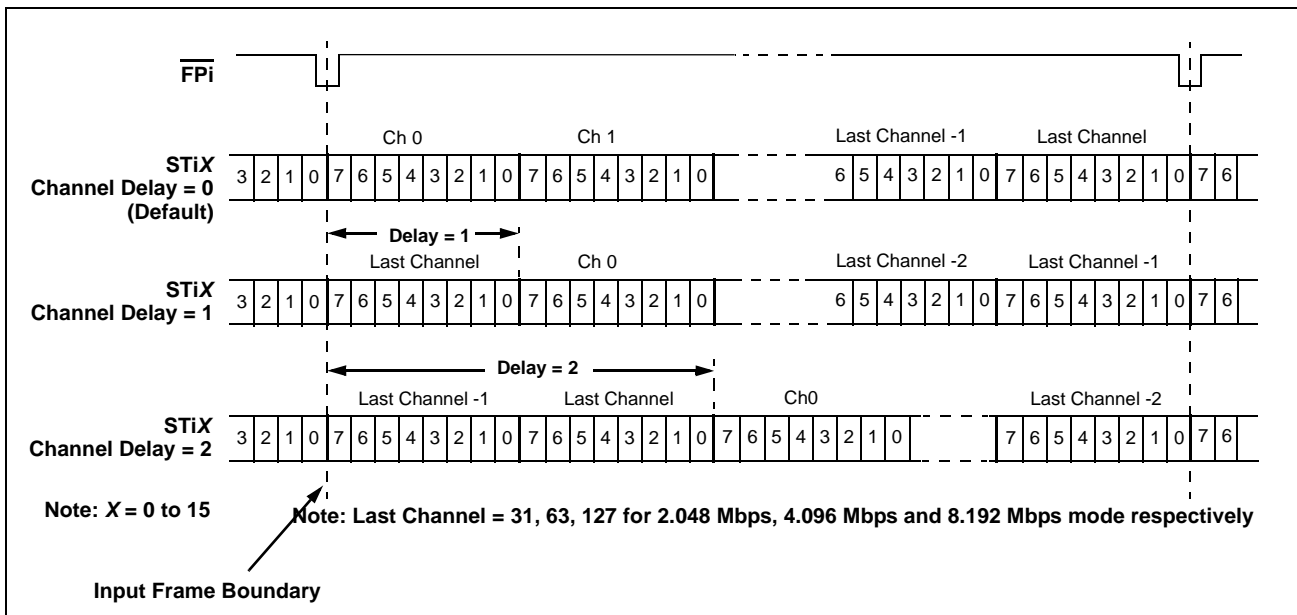 FPi
Ch 0 Ch 1 Last Channel -1 Last Channel
STiX
Channel Delay = 0
(Default)
3 2 1 0 7 6 5 4 3 2 1 0 7 6 5 4 3 2 1 0 6 5 4 3 2 1 0 7 6 5 4 3 2 1 0 7 6
Delay = 1
Last Channel Ch 0 Last Channel -2 Last Channel -1
STiX
Channel Delay = 1
3 2 1 0 7 6 5 4 3 2 1 0 7 6 5 4 3 2 1 0 6 5 4 3 2 1 0 7 6 5 4 3 2 1 0 7 6
Delay = 2
Last Channel -1 Last Channel Ch0 Last Channel -2
STiX
Channel Delay = 2
3 2 1 0 7 6 5 4 3 2 1 0 7 6 5 4 3 2 1 0 7 6 5 4 3 2 1 0 7 6 5 4 3 2 1 0 7 6
Note: X = 0 to 15
Note: Last Channel = 31, 63, 127 for 2.048 Mbps, 4.096 Mbps and 8.192 Mbps mode respectively
Input Frame Boundary